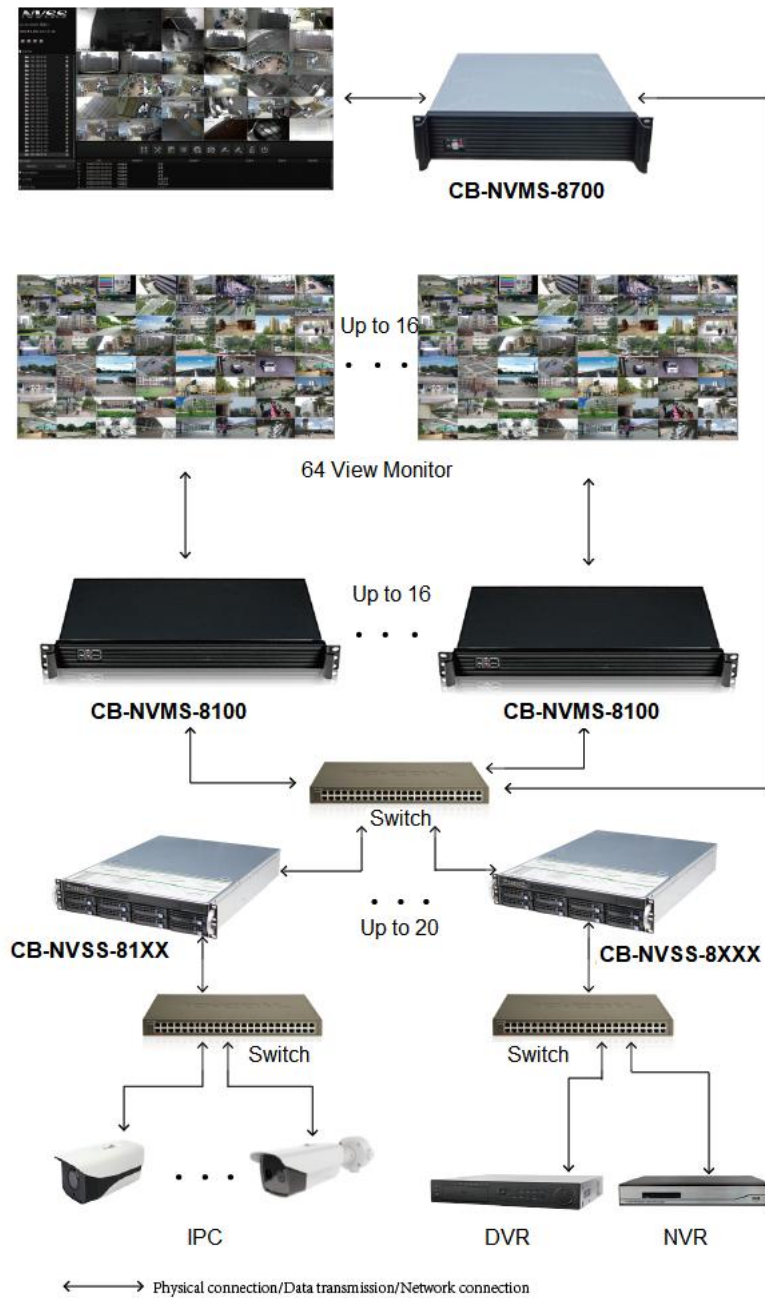 NVSS
CB-NVMS-8700
Up to 16
64 View Monitor
Up to 16
CB-NVMS-8100
CB-NVMS-8100
Switch
Up to 20
CB-NVSS-81XX
CB-NVSS-8XXX
Switch
Switch
IPC
DVR
NVR
Physical connection/Data transmission/Network connection